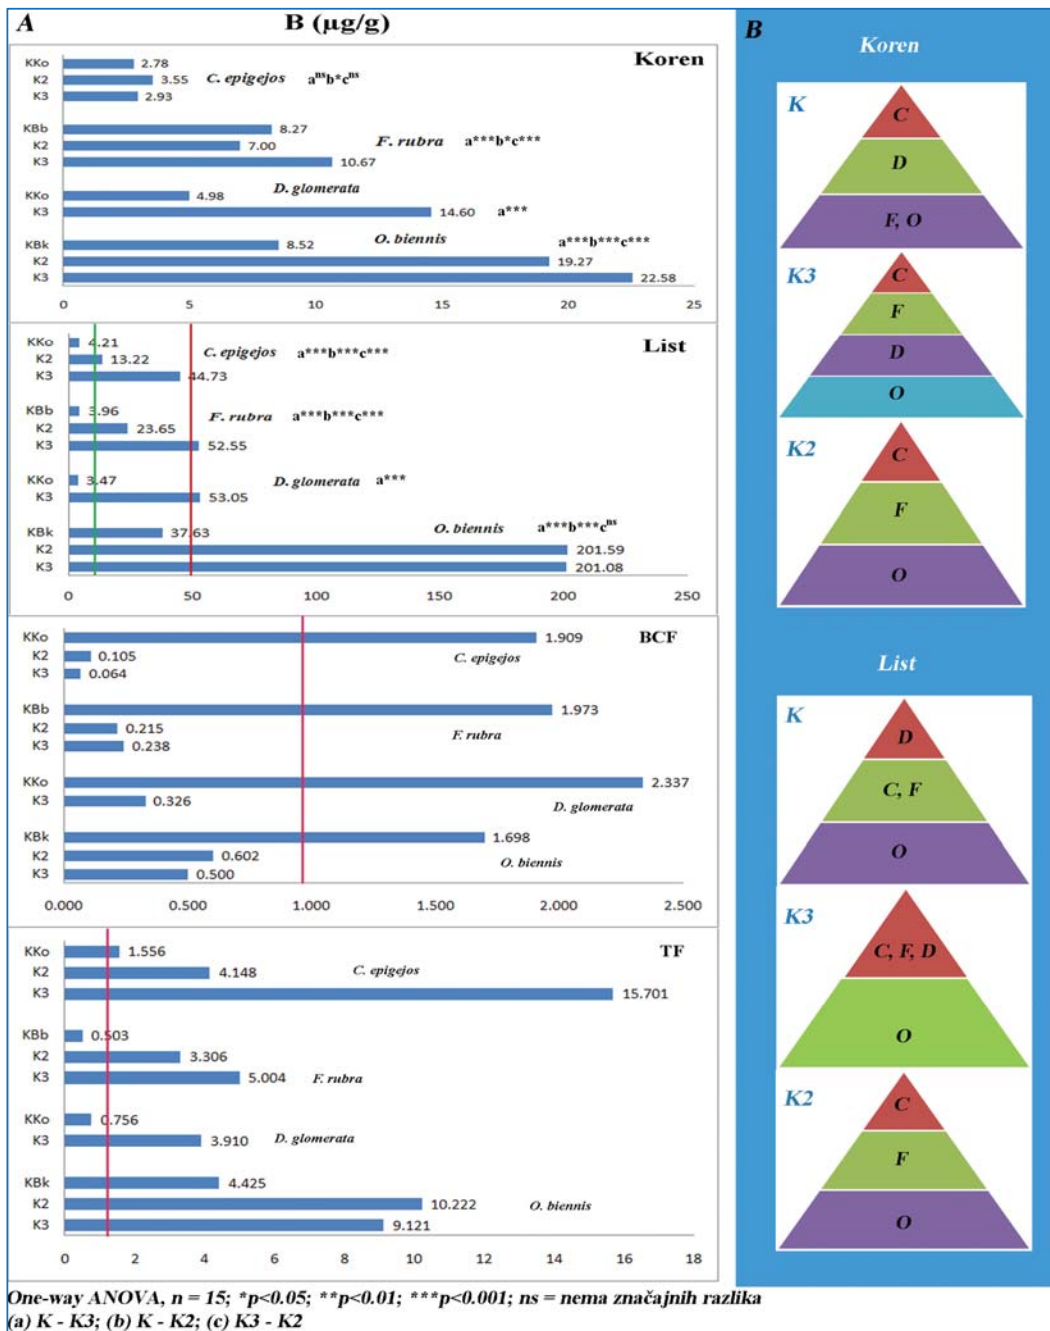 A
B (µg/g)
Koren
KKo 2.78
K2 3.55 C. epigejos aⁿˢb*cⁿˢ
K3 2.93
KBb 8.27
K2 7.00 F. rubra a***b*c***
K3 10.67
D. glomerata
KKo 4.98
K3 14.60 a***
O. biennis a***b***c***
KBk 8.52
K2 19.27
K3 22.58
0 5 10 15 20 25
List
KKo 4.21
K2 13.22 C. epigejos a***b***c***
K3 44.73
KBb 3.96
K2 23.65 F. rubra a***b***c***
K3 52.55
KKo 3.47 D. glomerata a***
K3 53.05
O. biennis a***b***cⁿˢ
KBk 37.63
K2 201.59
K3 201.08
0 50 100 150 200 250
BCF
KKo 1.909
K2 0.105 C. epigejos
K3 0.064
KBb 1.973
K2 0.215 F. rubra
K3 0.238
KKo 2.337
K3 0.326 D. glomerata
KBk 1.698
K2 0.602 O. biennis
K3 0.500
0.000 0.500 1.000 1.500 2.000 2.500
TF
KKo 1.556
K2 4.148 C. epigejos
K3 15.701
KBb 0.503
K2 3.306
K3 5.004 F. rubra
KKo 0.756
K3 3.910 D. glomerata
KBk 4.425
K2 10.222 O. biennis
K3 9.121
0 2 4 6 8 10 12 14 16 18
B
Koren
K
C
D
F, O
K3
C
F
D
O
K2
C
F
O
List
K
D
C, F
O
K3
C, F, D
O
K2
C
F
O
One-way ANOVA, n = 15; *p<0.05; **p<0.01; ***p<0.001; ns = nema značajnih razlika
(a) K - K3; (b) K - K2; (c) K3 - K2